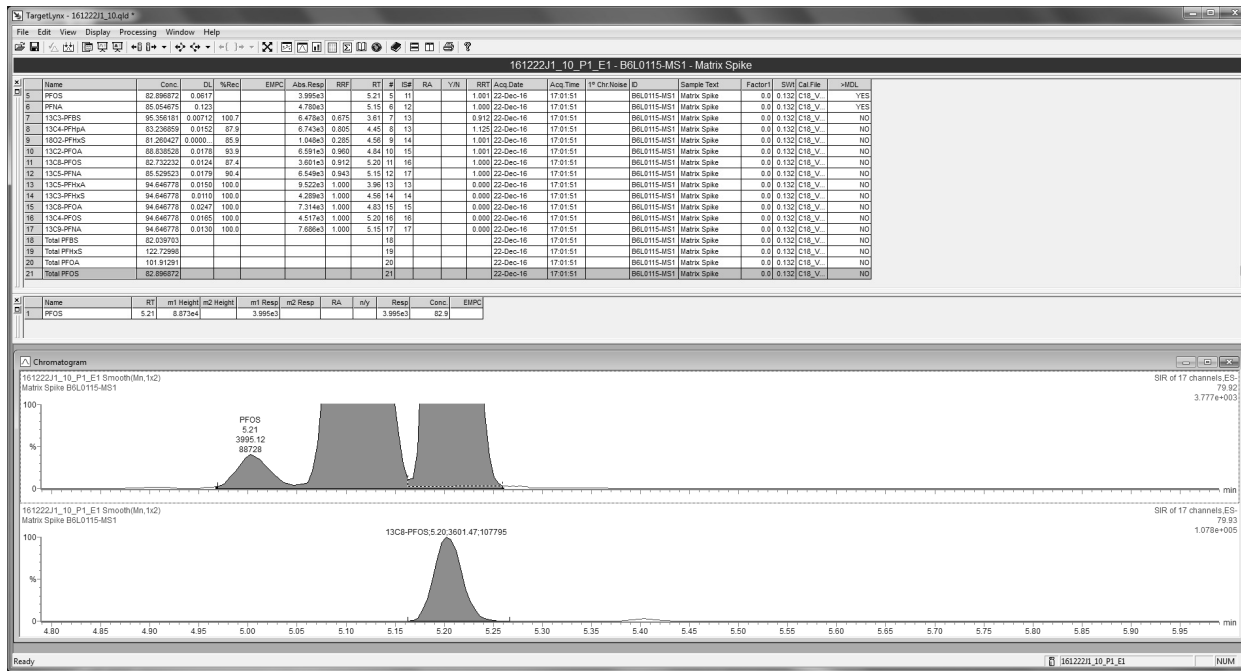 TargetLynx - 161222J1_10.qld *
File Edit View Display Processing Window Help
161222J1_10_P1_E1 - B6L0115-MS1 - Matrix Spike
Name Conc. DL %Rec EMPC Abs.Resp RRF RT # IS# RA Y/N RRT Acq.Date Acq.Time 1° Chr.Noise ID Sample Text Factor1 SWt Cal.File >MDL
5 PFOS 82.896872 0.0617 3.995e3 5.21 5 11 1.001 22-Dec-16 17:01:51 B6L0115-MS1 Matrix Spike 0.0 0.132 C18_V... YES
6 PFNA 85.054675 0.123 4.780e3 5.15 6 12 1.000 22-Dec-16 17:01:51 B6L0115-MS1 Matrix Spike 0.0 0.132 C18_V... YES
7 13C3-PFBS 95.356181 0.00712 100.7 6.478e3 0.675 3.61 7 13 0.912 22-Dec-16 17:01:51 B6L0115-MS1 Matrix Spike 0.0 0.132 C18_V... NO
8 13C4-PFHpA 83.236859 0.0152 87.9 6.743e3 0.805 4.45 8 13 1.125 22-Dec-16 17:01:51 B6L0115-MS1 Matrix Spike 0.0 0.132 C18_V... NO
9 18O2-PFHxS 81.260427 0.0000... 85.9 1.048e3 0.285 4.56 9 14 1.001 22-Dec-16 17:01:51 B6L0115-MS1 Matrix Spike 0.0 0.132 C18_V... NO
10 13C2-PFOA 88.838528 0.0178 93.9 6.591e3 0.960 4.84 10 15 1.001 22-Dec-16 17:01:51 B6L0115-MS1 Matrix Spike 0.0 0.132 C18_V... NO
11 13C8-PFOS 82.732232 0.0124 87.4 3.601e3 0.912 5.20 11 16 1.000 22-Dec-16 17:01:51 B6L0115-MS1 Matrix Spike 0.0 0.132 C18_V... NO
12 13C5-PFNA 85.529523 0.0179 90.4 6.549e3 0.943 5.15 12 17 1.000 22-Dec-16 17:01:51 B6L0115-MS1 Matrix Spike 0.0 0.132 C18_V... NO
13 13C5-PFHxA 94.646778 0.0150 100.0 9.522e3 1.000 3.96 13 13 0.000 22-Dec-16 17:01:51 B6L0115-MS1 Matrix Spike 0.0 0.132 C18_V... NO
14 13C3-PFHxS 94.646778 0.0110 100.0 4.289e3 1.000 4.56 14 14 0.000 22-Dec-16 17:01:51 B6L0115-MS1 Matrix Spike 0.0 0.132 C18_V... NO
15 13C8-PFOA 94.646778 0.0247 100.0 7.314e3 1.000 4.83 15 15 0.000 22-Dec-16 17:01:51 B6L0115-MS1 Matrix Spike 0.0 0.132 C18_V... NO
16 13C4-PFOS 94.646778 0.0165 100.0 4.517e3 1.000 5.20 16 16 0.000 22-Dec-16 17:01:51 B6L0115-MS1 Matrix Spike 0.0 0.132 C18_V... NO
17 13C9-PFNA 94.646778 0.0130 100.0 7.686e3 1.000 5.15 17 17 0.000 22-Dec-16 17:01:51 B6L0115-MS1 Matrix Spike 0.0 0.132 C18_V... NO
18 Total PFBS 82.039703 18 22-Dec-16 17:01:51 B6L0115-MS1 Matrix Spike 0.0 0.132 C18_V... NO
19 Total PFHxS 122.72998 19 22-Dec-16 17:01:51 B6L0115-MS1 Matrix Spike 0.0 0.132 C18_V... NO
20 Total PFOA 101.91291 20 22-Dec-16 17:01:51 B6L0115-MS1 Matrix Spike 0.0 0.132 C18_V... NO
21 Total PFOS 82.896872 21 22-Dec-16 17:01:51 B6L0115-MS1 Matrix Spike 0.0 0.132 C18_V... NO
Name RT m1 Height m2 Height m1 Resp m2 Resp RA n/y Resp Conc. EMPC
1 PFOS 5.21 8.873e4 3.995e3 3.995e3 82.9
Chromatogram
161222J1_10_P1_E1 Smooth(Mn,1x2) SIR of 17 channels,ES-
Matrix Spike B6L0115-MS1 79.92
3.777e+003
100
PFOS
5.21
3995.12
88728
%
0
min
161222J1_10_P1_E1 Smooth(Mn,1x2) SIR of 17 channels,ES-
Matrix Spike B6L0115-MS1 79.93
1.078e+005
13C8-PFOS;5.20;3601.47;107795
100
%
0
min
4.80 4.85 4.90 4.95 5.00 5.05 5.10 5.15 5.20 5.25 5.30 5.35 5.40 5.45 5.50 5.55 5.60 5.65 5.70 5.75 5.80 5.85 5.90 5.95
Ready 161222J1_10_P1_E1 NUM